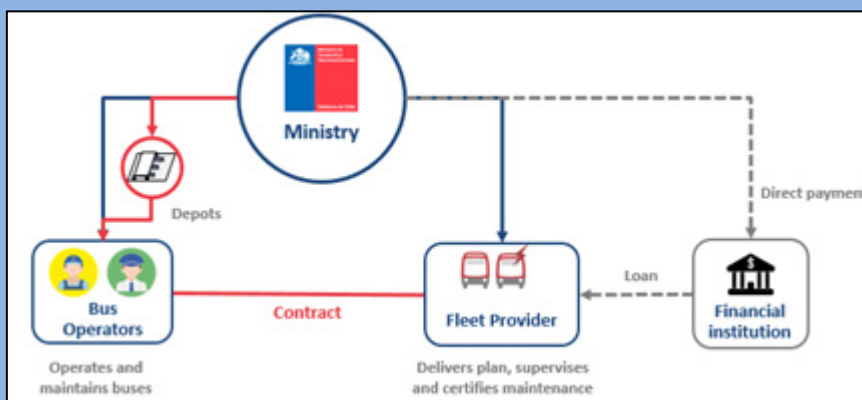 Ministry
Depots
Direct payment
Bus
Operators
Contract
Fleet Provider
Loan
Financial
institution
Operates and
maintains buses
Delivers plan, supervises
and certifies maintenance